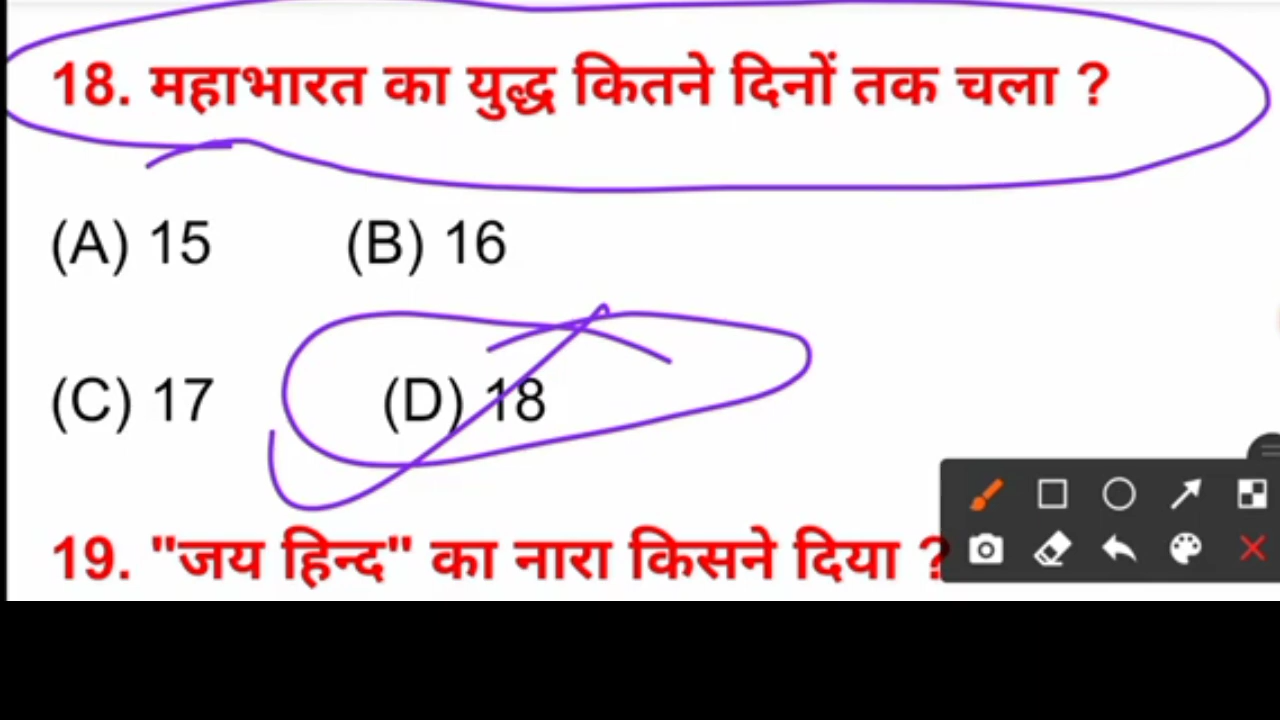 18. महाभारत का युद्ध कितने दिनों तक चला ?
(A) 15 (B) 16
(C) 17 (D) 18
19. "जय हिन्द" का नारा किसने दिया ?